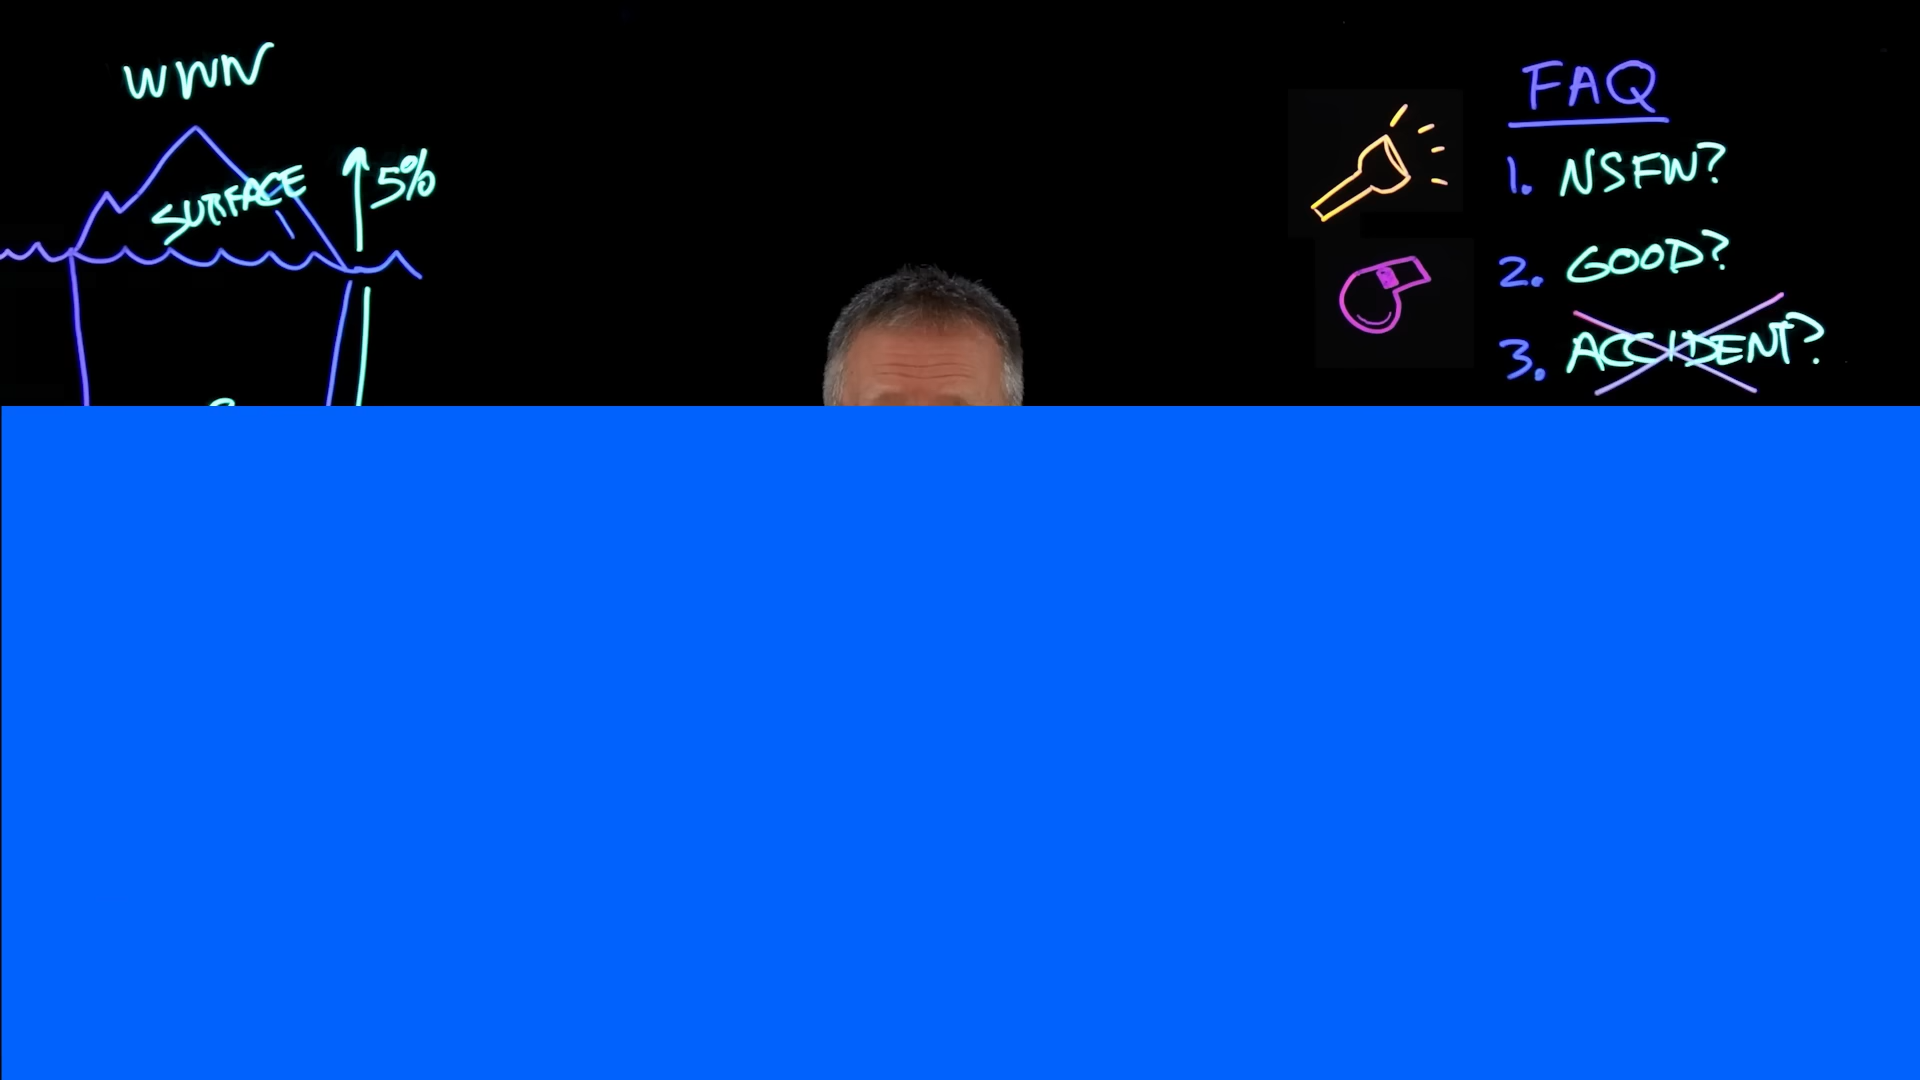 WWW
SURFACE
5%
FAQ
1. NSFW?
2. GOOD?
3. ACCIDENT?